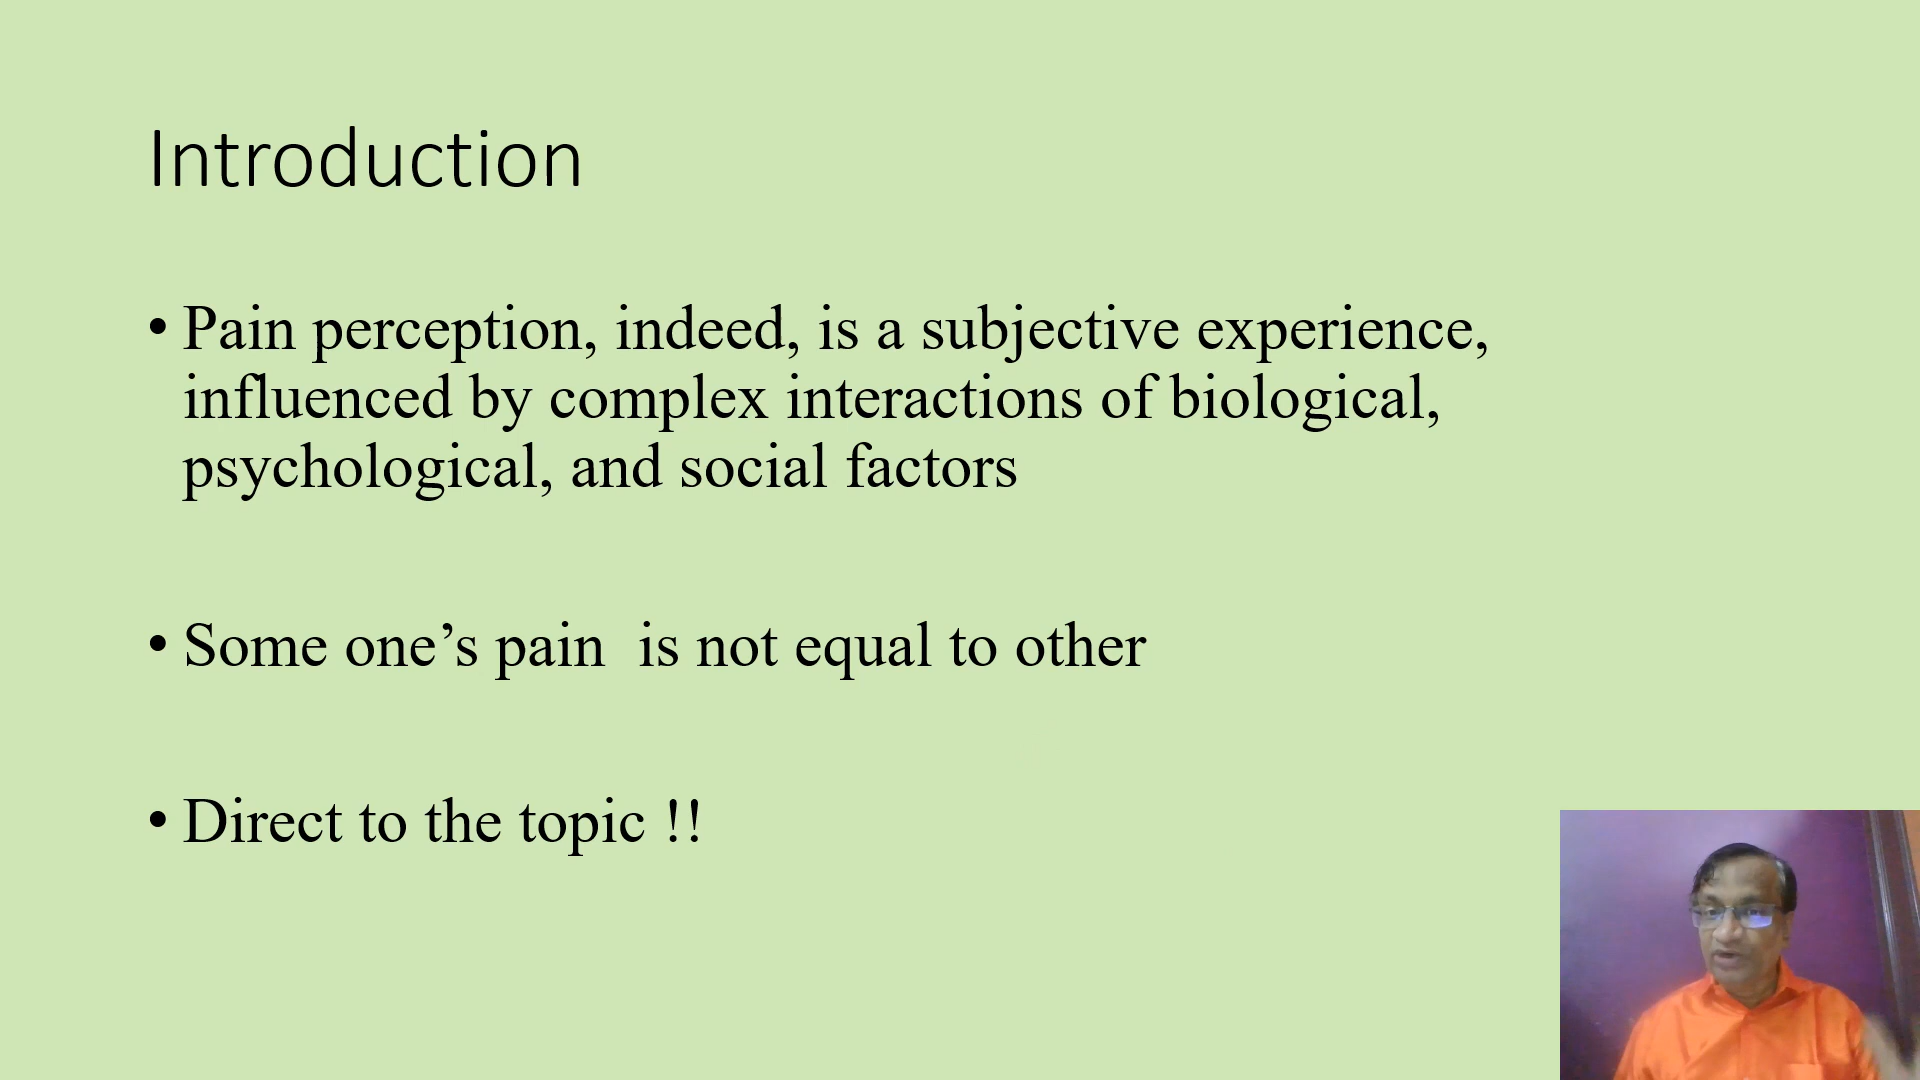 Introduction
• Pain perception, indeed, is a subjective experience,
influenced by complex interactions of biological,
psychological, and social factors
• Some one’s pain  is not equal to other
• Direct to the topic !!